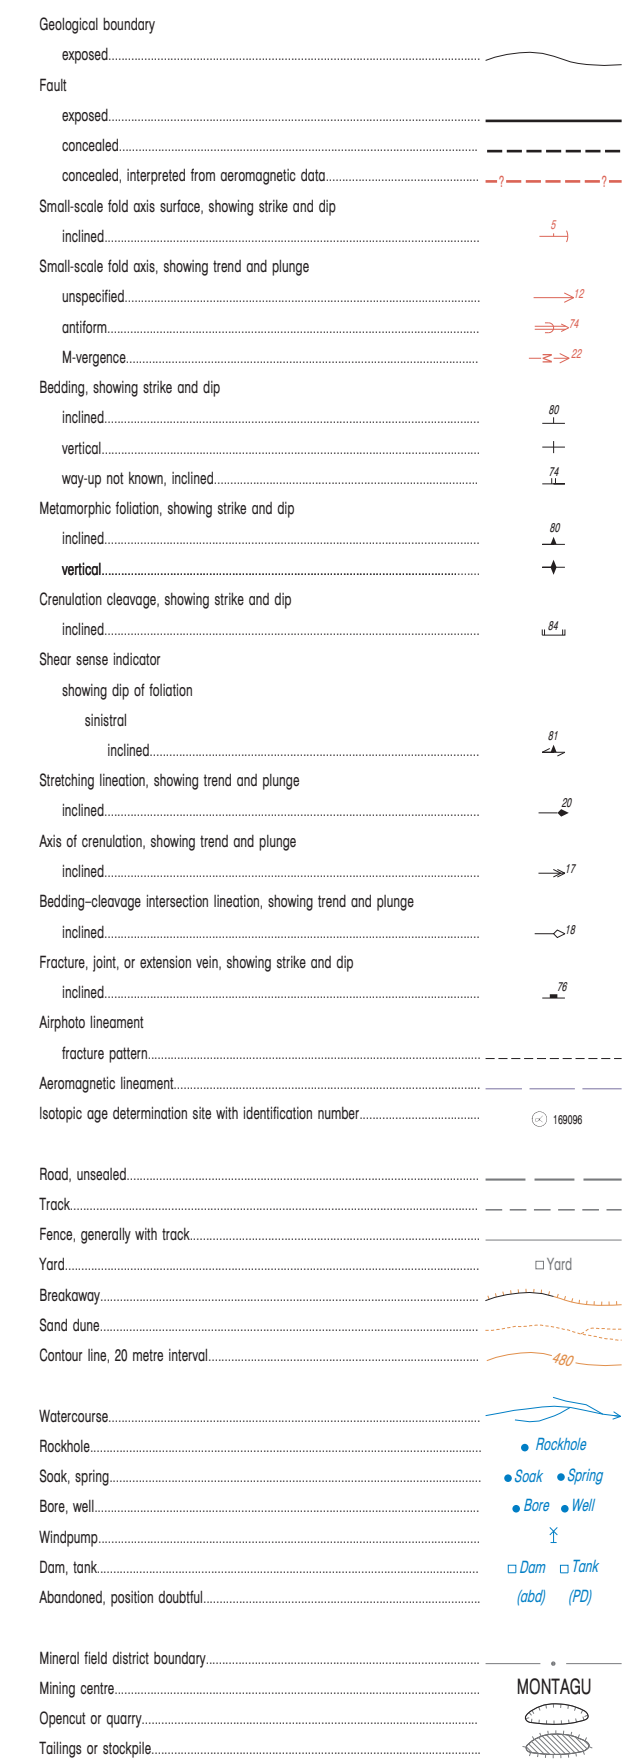 Geological boundary
exposed
Fault
exposed
concealed
concealed, interpreted from aeromagnetic data ? ?
Small-scale fold axis surface, showing strike and dip
inclined 5
Small-scale fold axis, showing trend and plunge
unspecified 12
antiform 74
M-vergence 22
Bedding, showing strike and dip
inclined 80
vertical
way-up not known, inclined 74
Metamorphic foliation, showing strike and dip
inclined 80
vertical
Crenulation cleavage, showing strike and dip
inclined 84
Shear sense indicator
showing dip of foliation
sinistral
inclined 81
Stretching lineation, showing trend and plunge
inclined 20
Axis of crenulation, showing trend and plunge
inclined 17
Bedding–cleavage intersection lineation, showing trend and plunge
inclined 18
Fracture, joint, or extension vein, showing strike and dip
inclined 76
Airphoto lineament
fracture pattern
Aeromagnetic lineament
Isotopic age determination site with identification number 169096
Road, unsealed
Track
Fence, generally with track
Yard Yard
Breakaway
Sand dune
Contour line, 20 metre interval 480
Watercourse
Rockhole Rockhole
Soak, spring Soak Spring
Bore, well Bore Well
Windpump
Dam, tank Dam Tank
Abandoned, position doubtful (abd) (PD)
Mineral field district boundary
Mining centre MONTAGU
Opencut or quarry
Tailings or stockpile